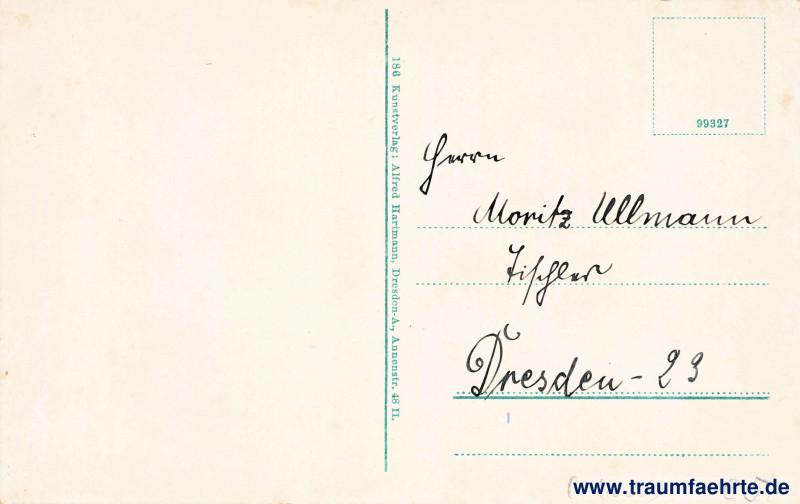 186 Kunstverlag: Alfred Hartmann, Dresden-A., Annenstr. 48 II.
99327
Herrn
Moritz Ullmann
Tischler
Dresden-23
www.traumfaehrte.de